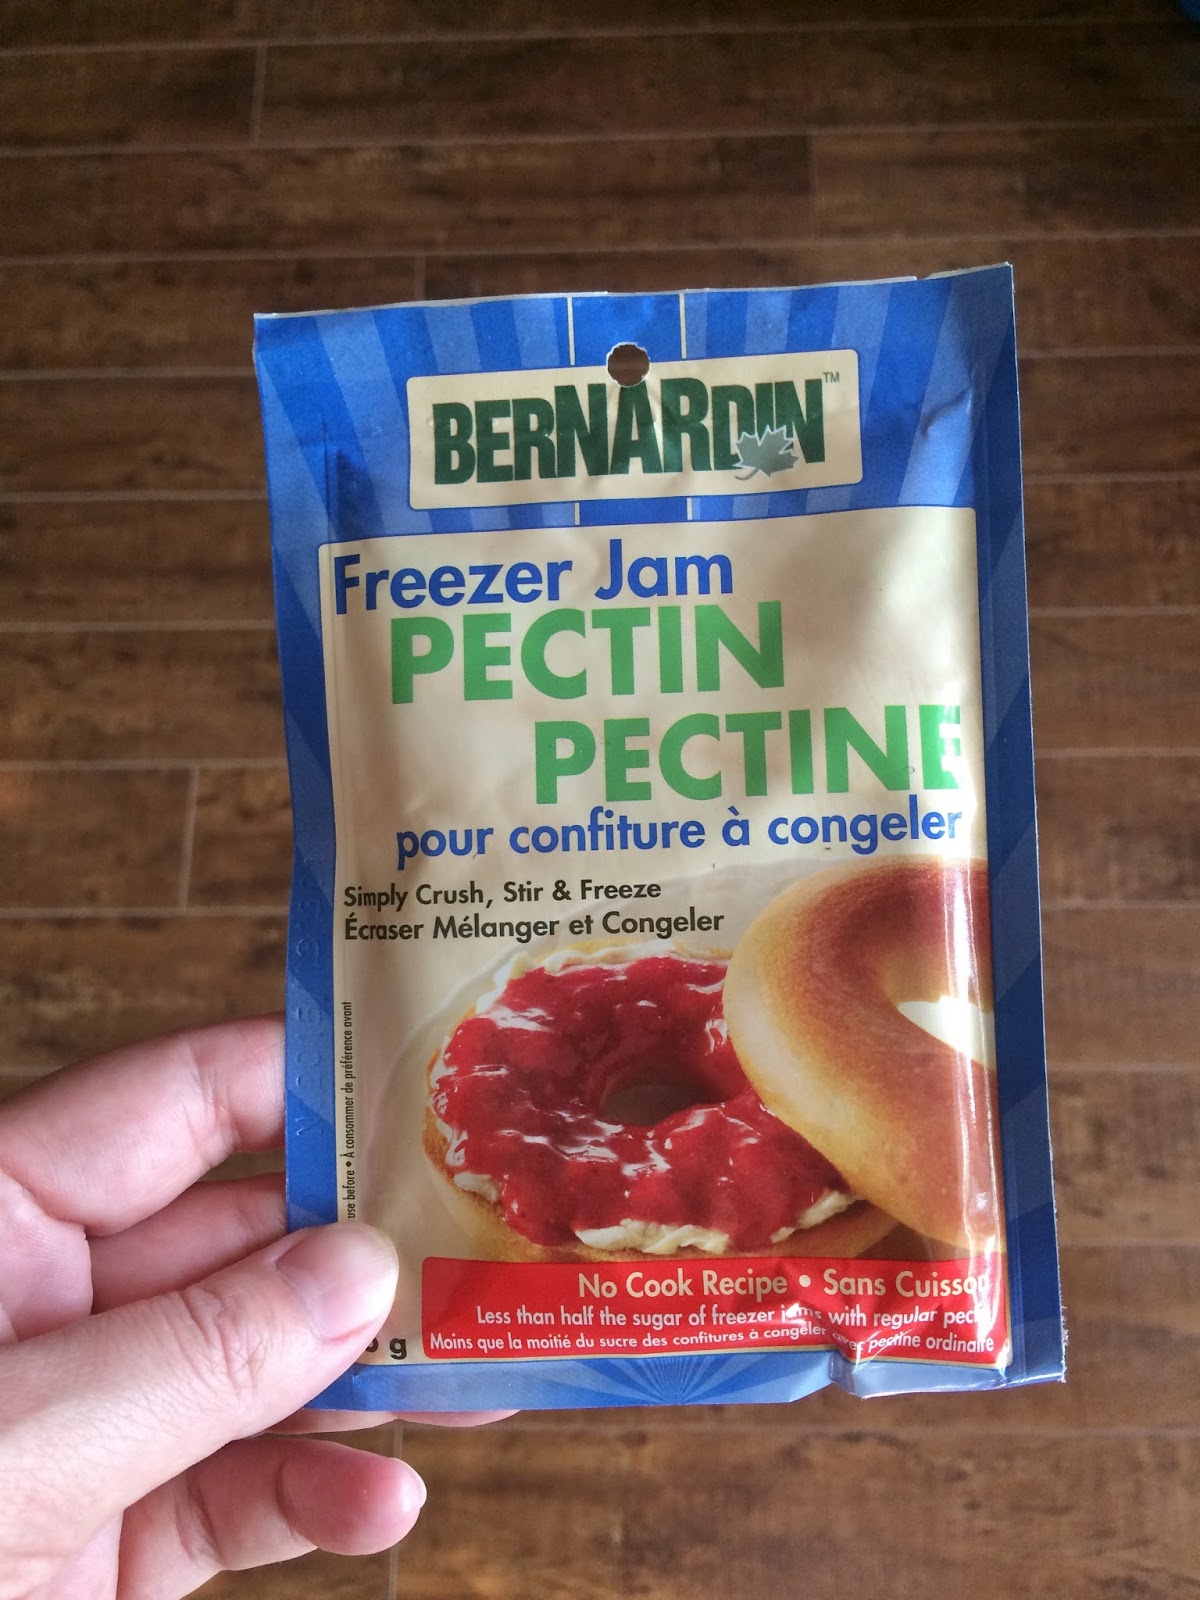 BERNARDIN™
Freezer Jam
PECTIN
PECTINE
pour confiture à congeler
Simply Crush, Stir & Freeze
Écraser Mélanger et Congeler
use before • À consommer de préférence avant
No Cook Recipe • Sans Cuisson
Less than half the sugar of freezer jams with regular pectin
Moins que la moitié du sucre des confitures à congeler avec pectine ordinaire
g